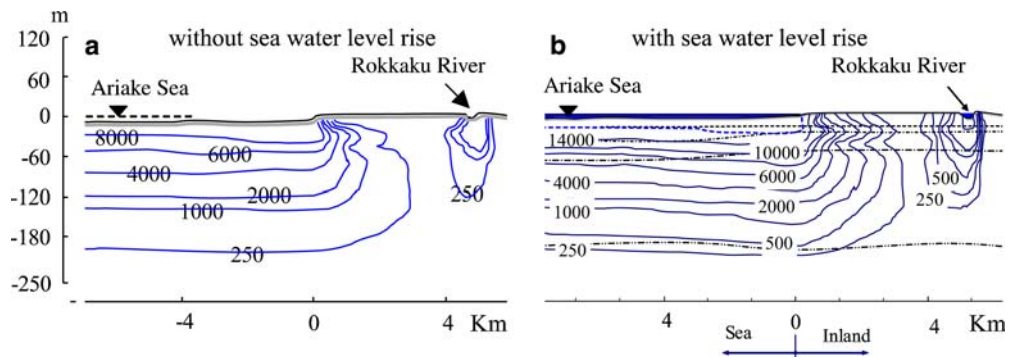 m
120
60
0
-60
-120
-180
-250
a
without sea water level rise
Rokkaku River
Ariake Sea
8000
6000
4000
2000
1000
250
250
-4
0
4
Km
b
with sea water level rise
Rokkaku River
Ariake Sea
14000
10000
6000
4000
2000
1000
500
250
500
250
4
0
4
Km
Sea
Inland